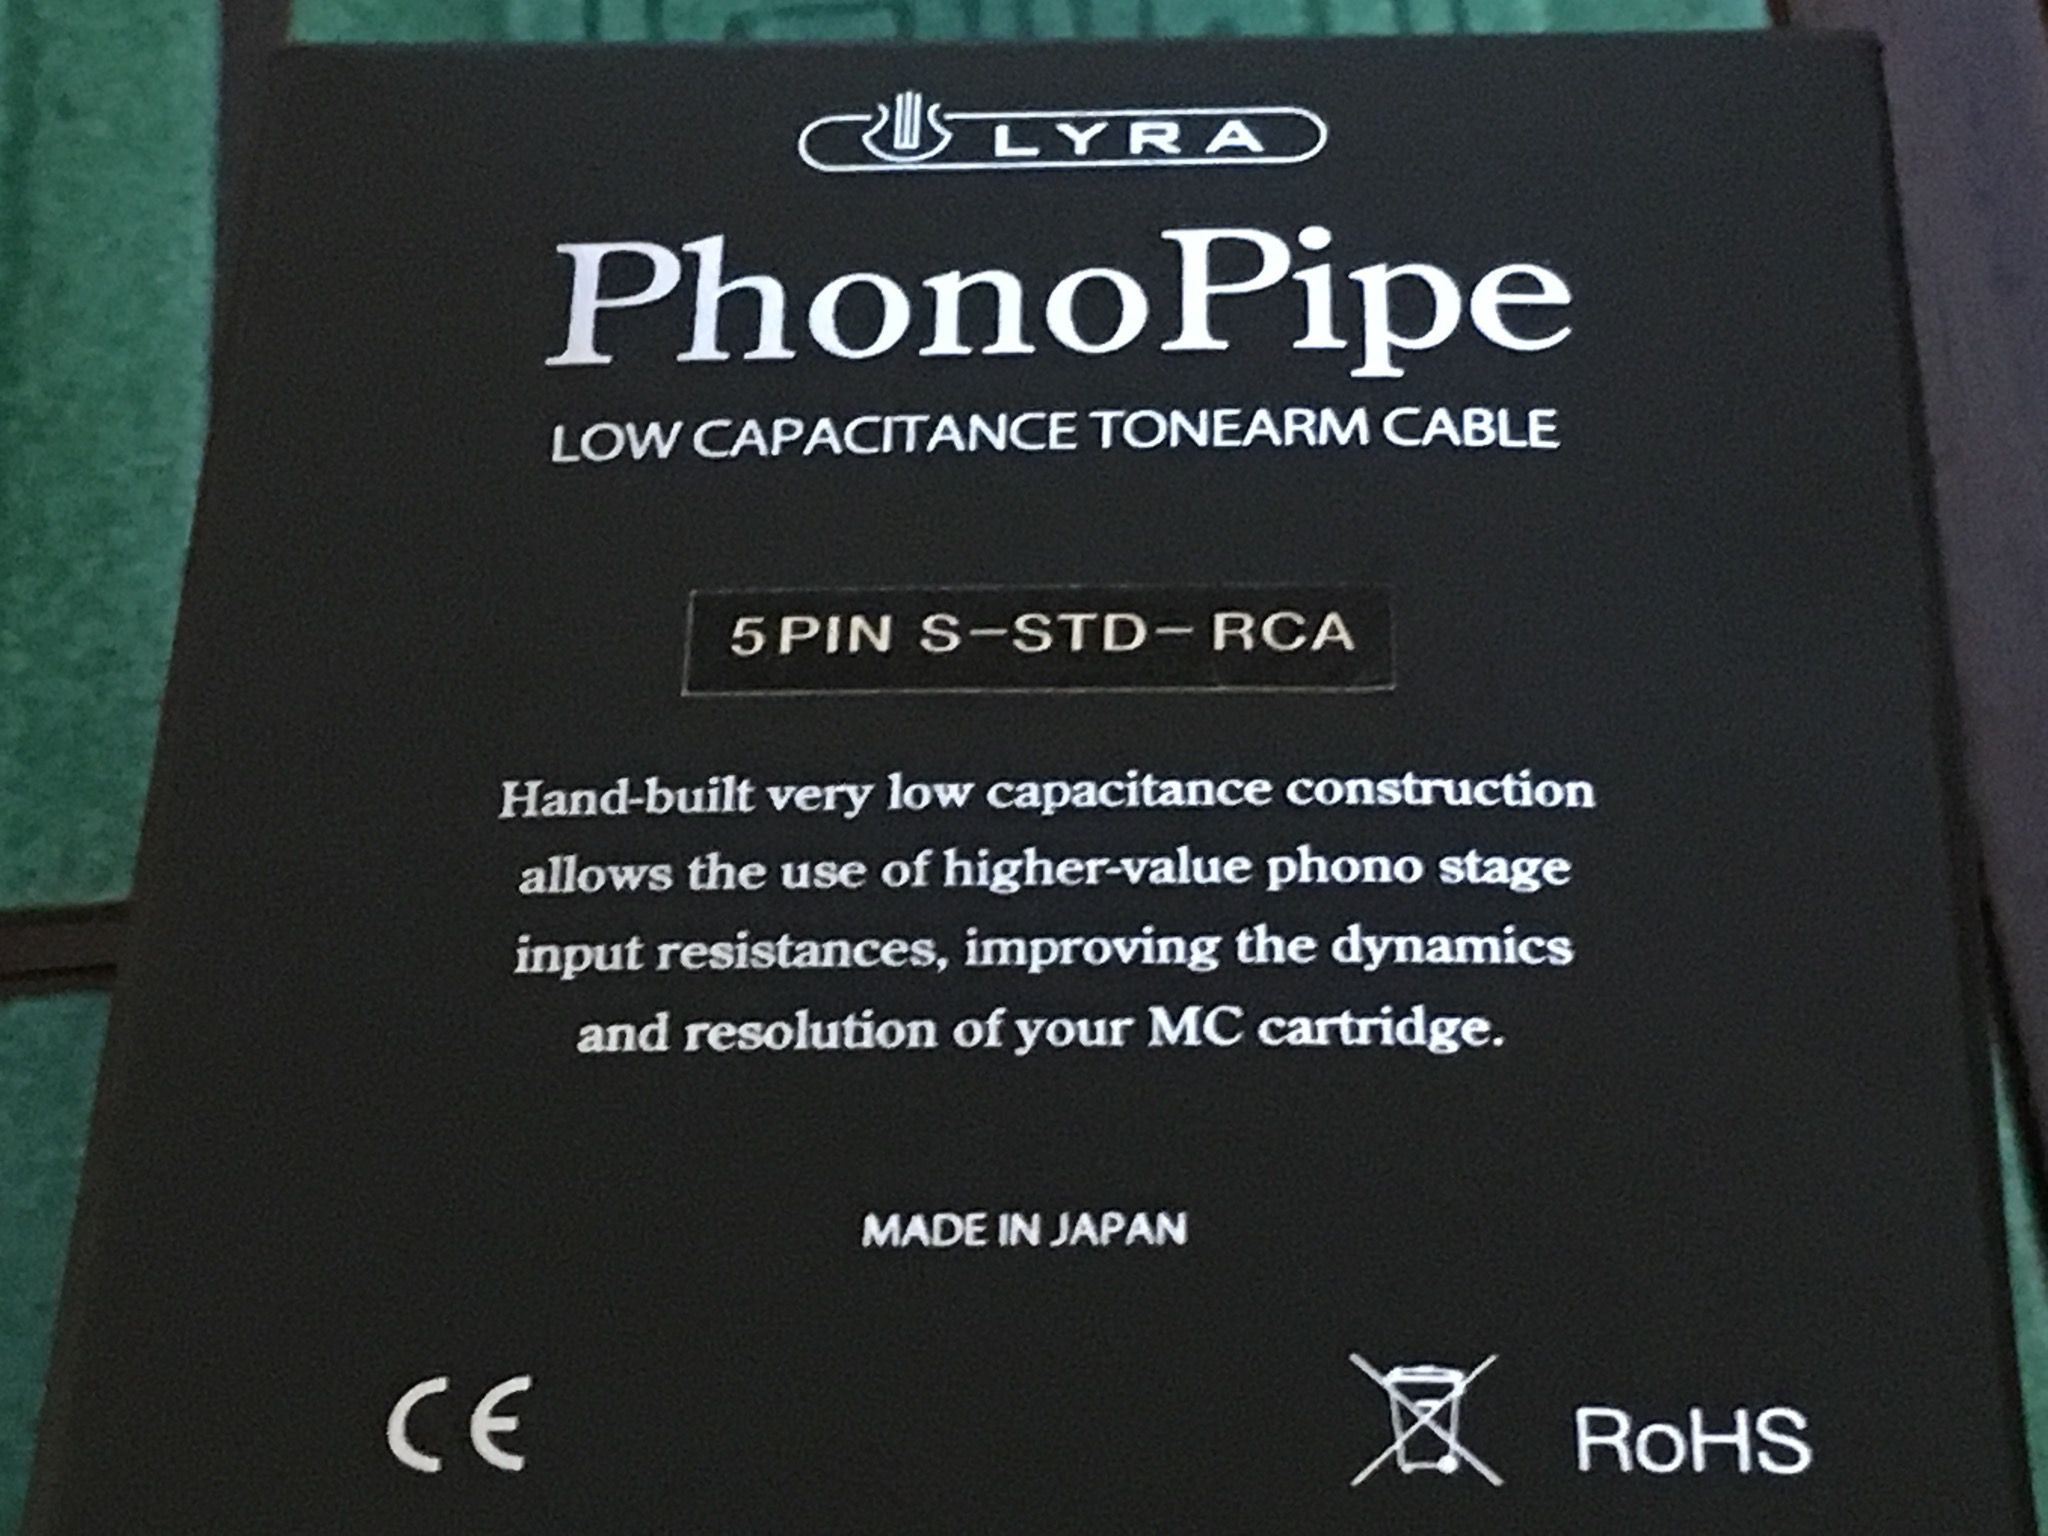 LYRA
PhonoPipe
LOW CAPACITANCE TONEARM CABLE
5PIN S-STD-RCA
Hand-built very low capacitance construction
allows the use of higher-value phono stage
input resistances, improving the dynamics
and resolution of your MC cartridge.
MADE IN JAPAN
CE
RoHS